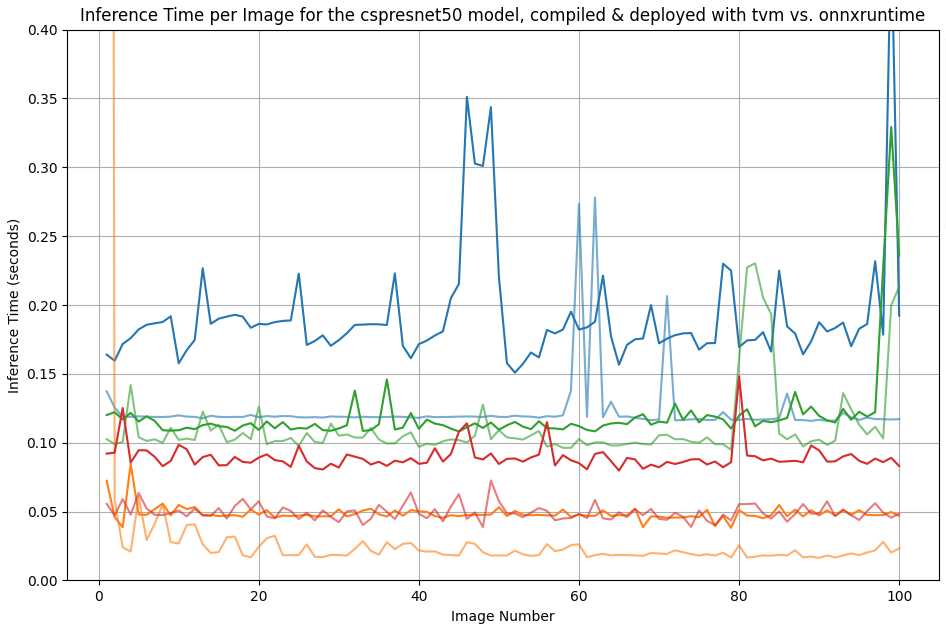 Inference Time per Image for the cspresnet50 model, compiled & deployed with tvm vs. onnxruntime
0.40
0.35
0.30
0.25
0.20
0.15
0.10
0.05
0.00
Inference Time (seconds)
0 20 40 60 80 100
Image Number